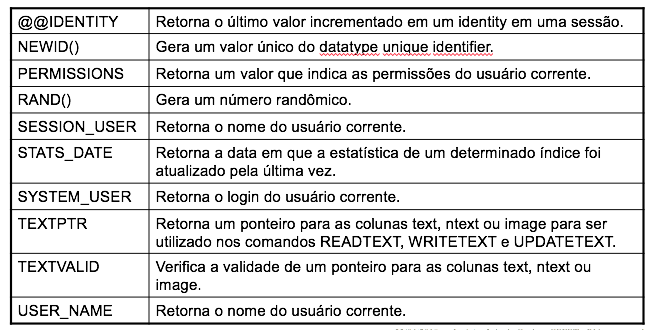 @@IDENTITY Retorna o último valor incrementado em um identity em uma sessão.
NEWID() Gera um valor único do datatype unique identifier.
PERMISSIONS Retorna um valor que indica as permissões do usuário corrente.
RAND() Gera um número randômico.
SESSION_USER Retorna o nome do usuário corrente.
STATS_DATE Retorna a data em que a estatística de um determinado índice foi
atualizado pela última vez.
SYSTEM_USER Retorna o login do usuário corrente.
TEXTPTR Retorna um ponteiro para as colunas text, ntext ou image para ser
utilizado nos comandos READTEXT, WRITETEXT e UPDATETEXT.
TEXTVALID Verifica a validade de um ponteiro para as colunas text, ntext ou
image.
USER_NAME Retorna o nome do usuário corrente.